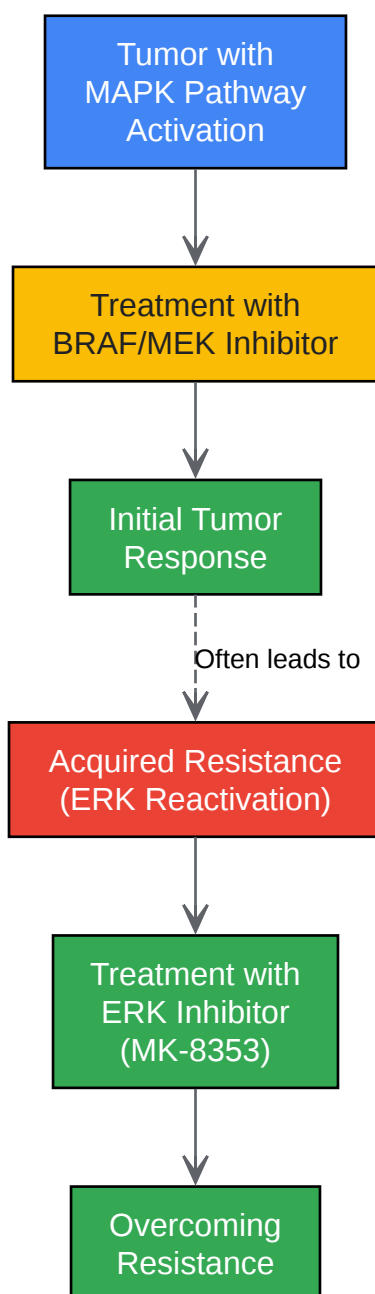 Tumor with
MAPK Pathway
Activation
Treatment with
BRAF/MEK Inhibitor
Initial Tumor
Response
Often leads to
Acquired Resistance
(ERK Reactivation)
Treatment with
ERK Inhibitor
(MK-8353)
Overcoming
Resistance